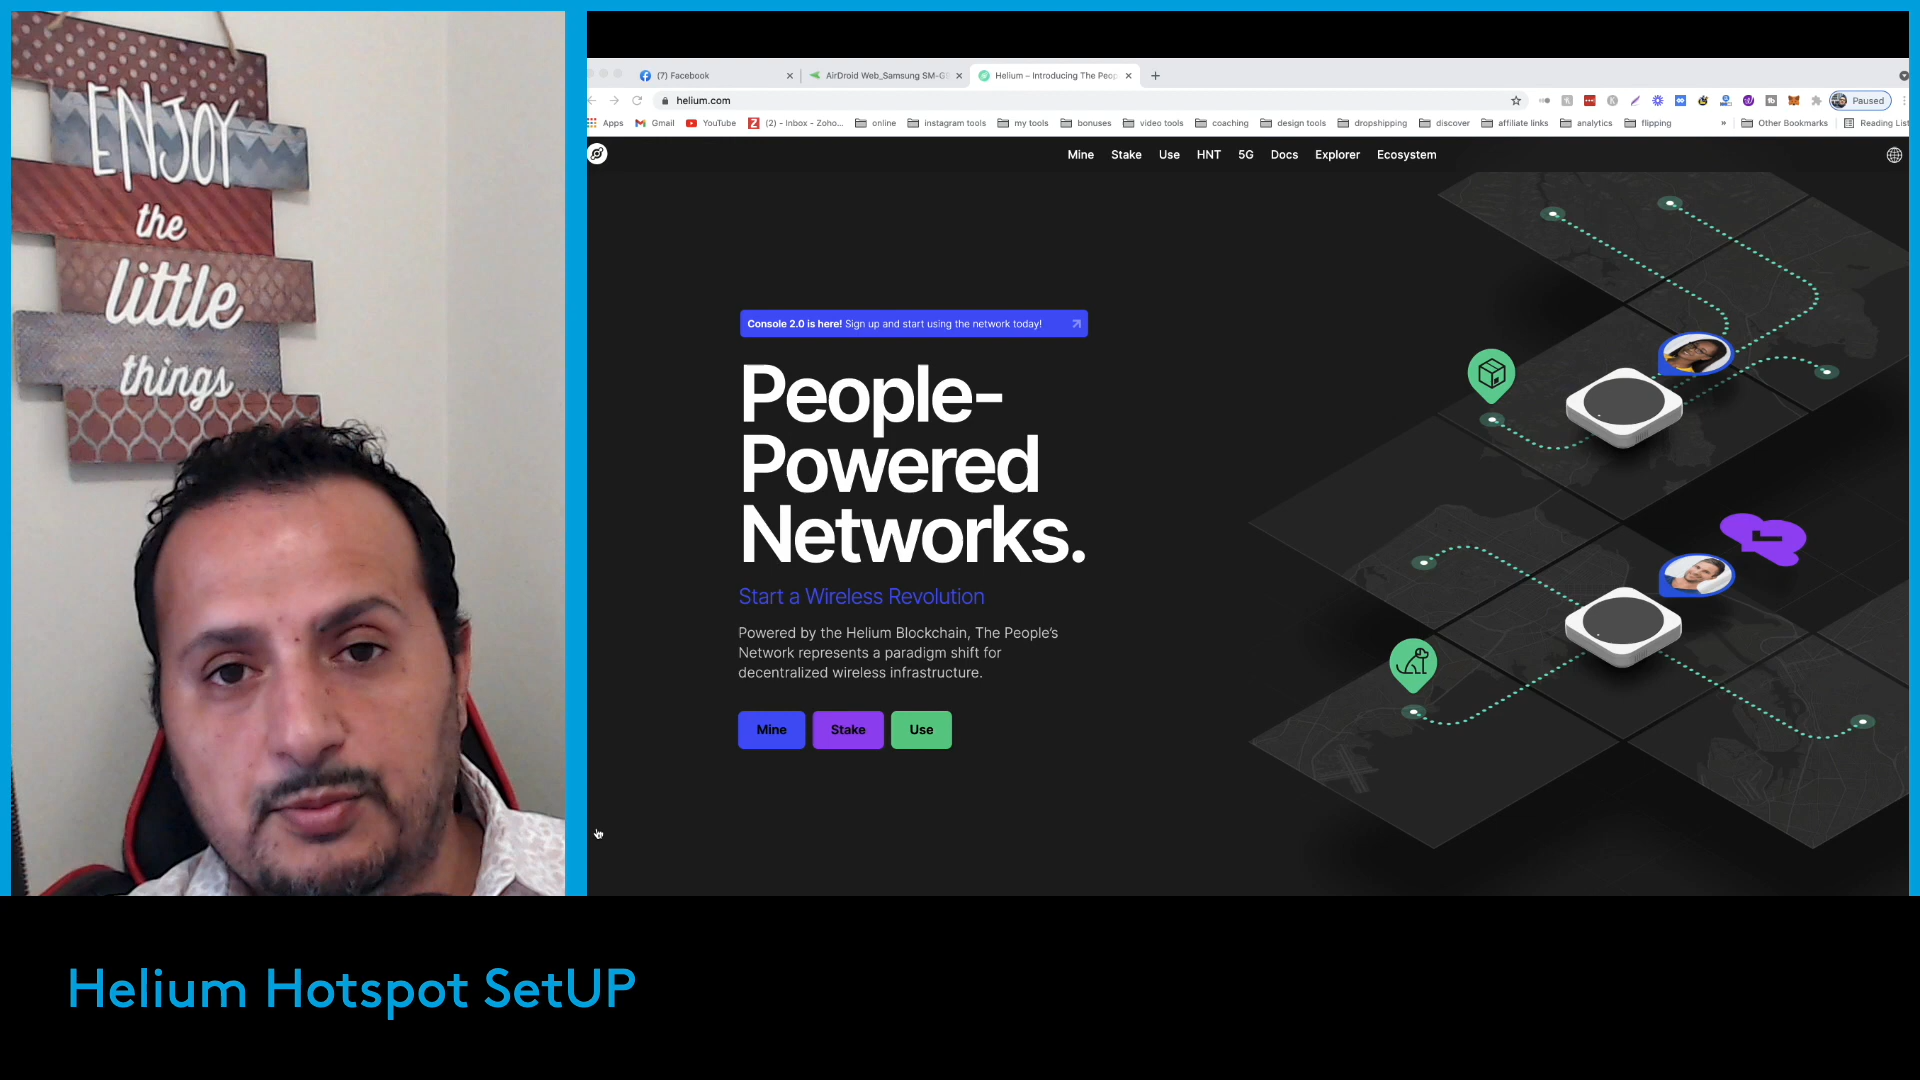 ENJOY
the
little
things
(7) Facebook
AirDroid Web_Samsung SM-G
Helium – Introducing The Peop
helium.com
Paused
Apps
Gmail
YouTube
(2) - Inbox - Zoho...
online
instagram tools
my tools
bonuses
video tools
coaching
design tools
dropshipping
discover
affiliate links
analytics
flipping
»
Other Bookmarks
Reading List
Mine
Stake
Use
HNT
5G
Docs
Explorer
Ecosystem
Console 2.0 is here! Sign up and start using the network today!
People-
Powered
Networks.
Start a Wireless Revolution
Powered by the Helium Blockchain, The People's
Network represents a paradigm shift for
decentralized wireless infrastructure.
Mine
Stake
Use
Helium Hotspot SetUP